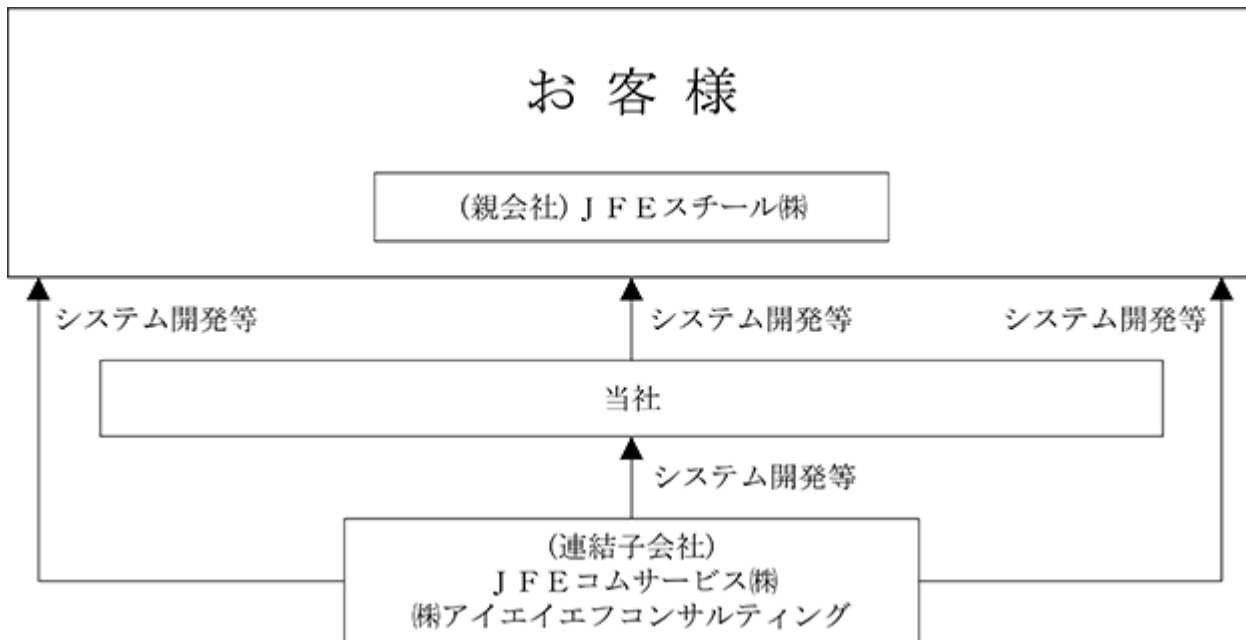 お 客 様
(親会社) ＪＦＥスチール㈱
システム開発等
システム開発等
システム開発等
当社
システム開発等
(連結子会社)
ＪＦＥコムサービス㈱
㈱アイエイエフコンサルティング